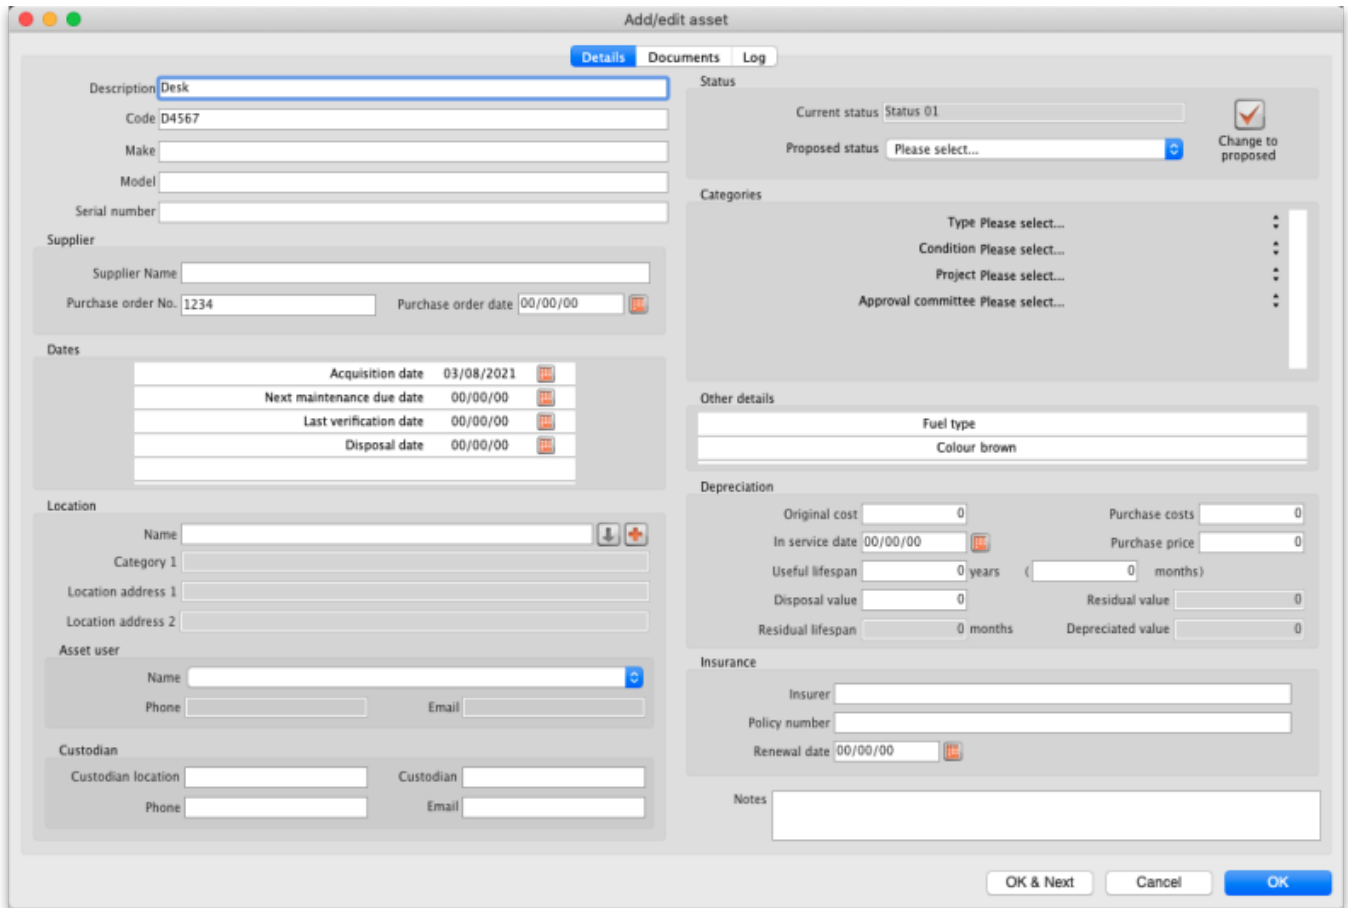 Add/edit asset
Details Documents Log
Description Desk
Code D4567
Make
Model
Serial number
Supplier
Supplier Name
Purchase order No. 1234 Purchase order date 00/00/00
Dates
Acquisition date 03/08/2021
Next maintenance due date 00/00/00
Last verification date 00/00/00
Disposal date 00/00/00
Location
Name
Category 1
Location address 1
Location address 2
Asset user
Name
Phone Email
Custodian
Custodian location Custodian
Phone Email
Status
Current status Status 01
Proposed status Please select...
Change to
proposed
Categories
Type Please select...
Condition Please select...
Project Please select...
Approval committee Please select...
Other details
Fuel type
Colour brown
Depreciation
Original cost 0 Purchase costs 0
In service date 00/00/00 Purchase price 0
Useful lifespan 0 years ( 0 months)
Disposal value 0 Residual value 0
Residual lifespan 0 months Depreciated value 0
Insurance
Insurer
Policy number
Renewal date 00/00/00
Notes
OK & Next Cancel OK